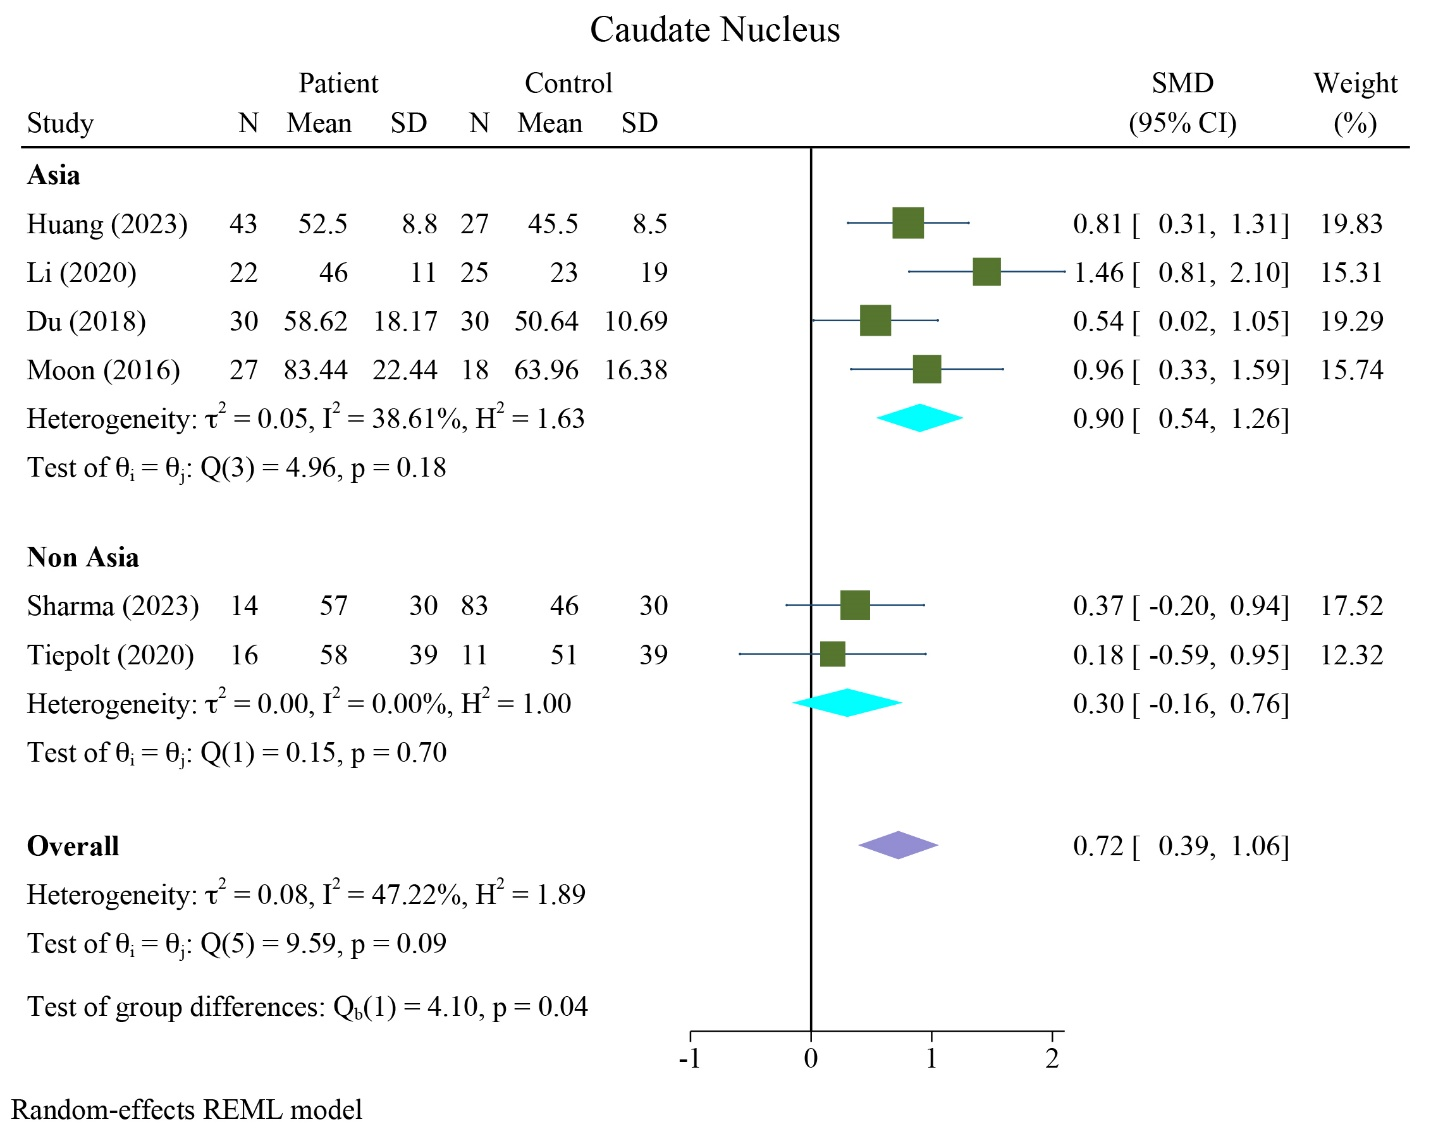 Caudate Nucleus
Patient Control SMD Weight
Study N Mean SD N Mean SD (95% CI) (%)
Asia
Huang (2023) 43 52.5 8.8 27 45.5 8.5 0.81 [ 0.31, 1.31] 19.83
Li (2020) 22 46 11 25 23 19 1.46 [ 0.81, 2.10] 15.31
Du (2018) 30 58.62 18.17 30 50.64 10.69 0.54 [ 0.02, 1.05] 19.29
Moon (2016) 27 83.44 22.44 18 63.96 16.38 0.96 [ 0.33, 1.59] 15.74
Heterogeneity: τ² = 0.05, I² = 38.61%, H² = 1.63 0.90 [ 0.54, 1.26]
Test of θᵢ = θⱼ: Q(3) = 4.96, p = 0.18
Non Asia
Sharma (2023) 14 57 30 83 46 30 0.37 [ -0.20, 0.94] 17.52
Tiepolt (2020) 16 58 39 11 51 39 0.18 [ -0.59, 0.95] 12.32
Heterogeneity: τ² = 0.00, I² = 0.00%, H² = 1.00 0.30 [ -0.16, 0.76]
Test of θᵢ = θⱼ: Q(1) = 0.15, p = 0.70
Overall 0.72 [ 0.39, 1.06]
Heterogeneity: τ² = 0.08, I² = 47.22%, H² = 1.89
Test of θᵢ = θⱼ: Q(5) = 9.59, p = 0.09
Test of group differences: Q_b(1) = 4.10, p = 0.04
-1 0 1 2
Random-effects REML model